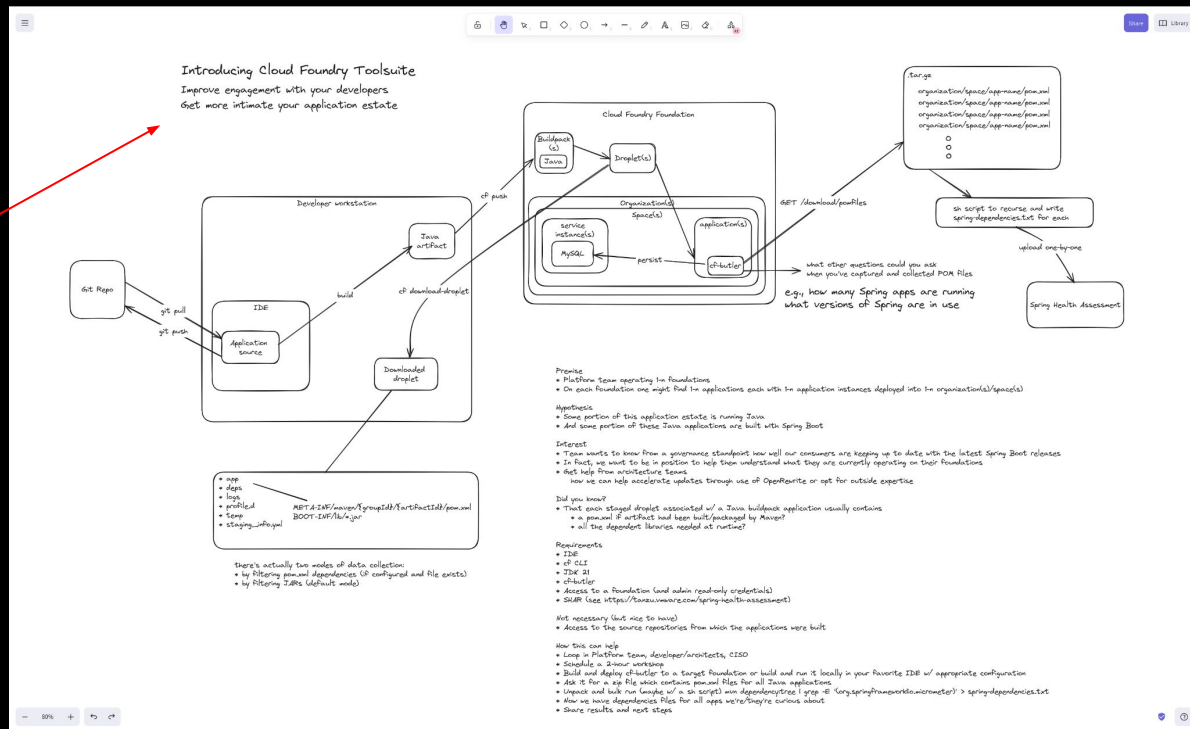 Share
Library
Introducing Cloud Foundry Toolsuite
Improve engagement with your developers
Get more intimate your application estate
Git Repo
git pull
git push
Developer workstation
IDE
Application
source
build
Java
artifact
cf push
cf download-droplet
Downloaded
droplet
* app
* deps
* logs
* profile.d
* temp
* staging_info.yml
META-INF/maven/${groupId}/${artifactId}/pom.xml
BOOT-INF/lib/*.jar
there's actually two modes of data collection:
* by filtering pom.xml dependencies (if configured and file exists)
* by filtering JARs (default mode)
Cloud Foundry Foundation
Buildpack
(s)
Java
Droplet(s)
Organization(s)
Space(s)
service
instance(s)
MySQL
persist
application(s)
cf-butler
GET /download/pomfiles
what other questions could you ask
when you've captured and collected POM files
e.g., how many Spring apps are running
what versions of Spring are in use
.tar.gz
organization/space/app-name/pom.xml
organization/space/app-name/pom.xml
organization/space/app-name/pom.xml
organization/space/app-name/pom.xml
sh script to recurse and write
spring-dependencies.txt for each
upload one-by-one
Spring Health Assessment
Premise
* Platform team operating 1-n foundations
* On each foundation one might find 1-n applications each with 1-n application instances deployed into 1-n organization(s)/space(s)
Hypothesis
* Some portion of this application estate is running Java
* And some portion of these Java applications are built with Spring Boot
Interest
* Team wants to know from a governance standpoint how well our consumers are keeping up to date with the latest Spring Boot releases
* In fact, we want to be in position to help them understand what they are currently operating on their foundations
* Get help from architecture teams
how we can help accelerate updates through use of OpenRewrite or opt for outside expertise
Did you know?
* That each staged droplet associated w/ a Java buildpack application usually contains
* a pom.xml if artifact had been built/packaged by Maven?
* all the dependent libraries needed at runtime?
Requirements
* IDE
* cf CLI
* JDK 21
* cf-butler
* Access to a foundation (and admin read-only credentials)
* SHAR (see https://tanzu.vmware.com/spring-health-assessment)
Not necessary (but nice to have)
* Access to the source repositories from which the applications were built
How this can help
* Loop in Platform team, developer/architects, CISO
* Schedule a 2-hour workshop
* Build and deploy cf-butler to a target foundation or build and run it locally in your favorite IDE w/ appropriate configuration
* Ask it for a zip file which contains pom.xml files for all Java applications
* Unpack and bulk run (maybe w/ a sh script) mvn dependency:tree | grep -E '(org.springframework|io.micrometer)' > spring-dependencies.txt
* Now we have dependencies files for all apps we're/they're curious about
* Share results and next steps
80%